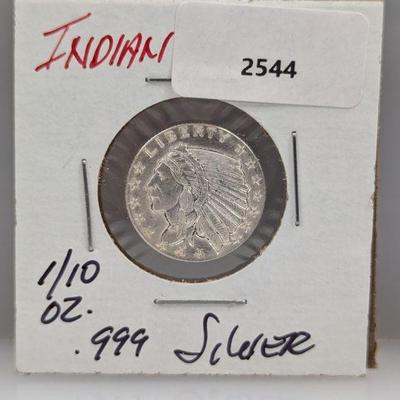 INDIAN
2544
LIBERTY
1/10
OZ.
.999 SILVER